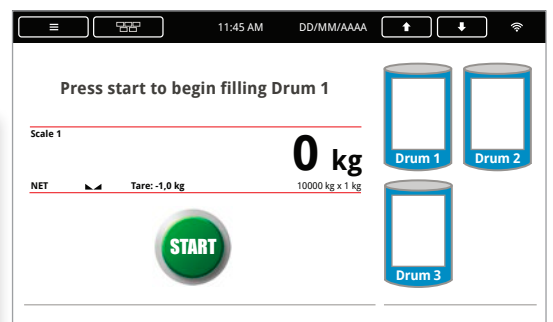 11:45 AM DD/MM/AAAA
Press start to begin filling Drum 1
Scale 1
0 kg
NET Tare: -1,0 kg 10000 kg x 1 kg
START
Drum 1 Drum 2
Drum 3